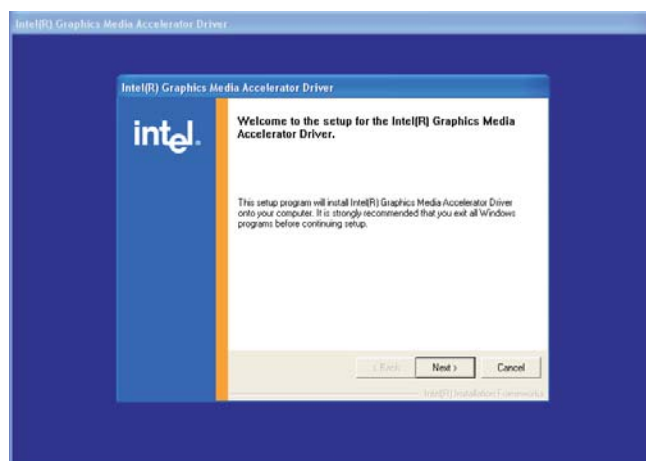 Intel(R) Graphics Media Accelerator Driver
Intel(R) Graphics Media Accelerator Driver
intel.
Welcome to the setup for the Intel(R) Graphics Media
Accelerator Driver.
This setup program will install Intel(R) Graphics Media Accelerator Driver
onto your computer. It is strongly recommended that you exit all Windows
programs before continuing setup.
< Back
Next >
Cancel
Intel(R) Installation Frameworks